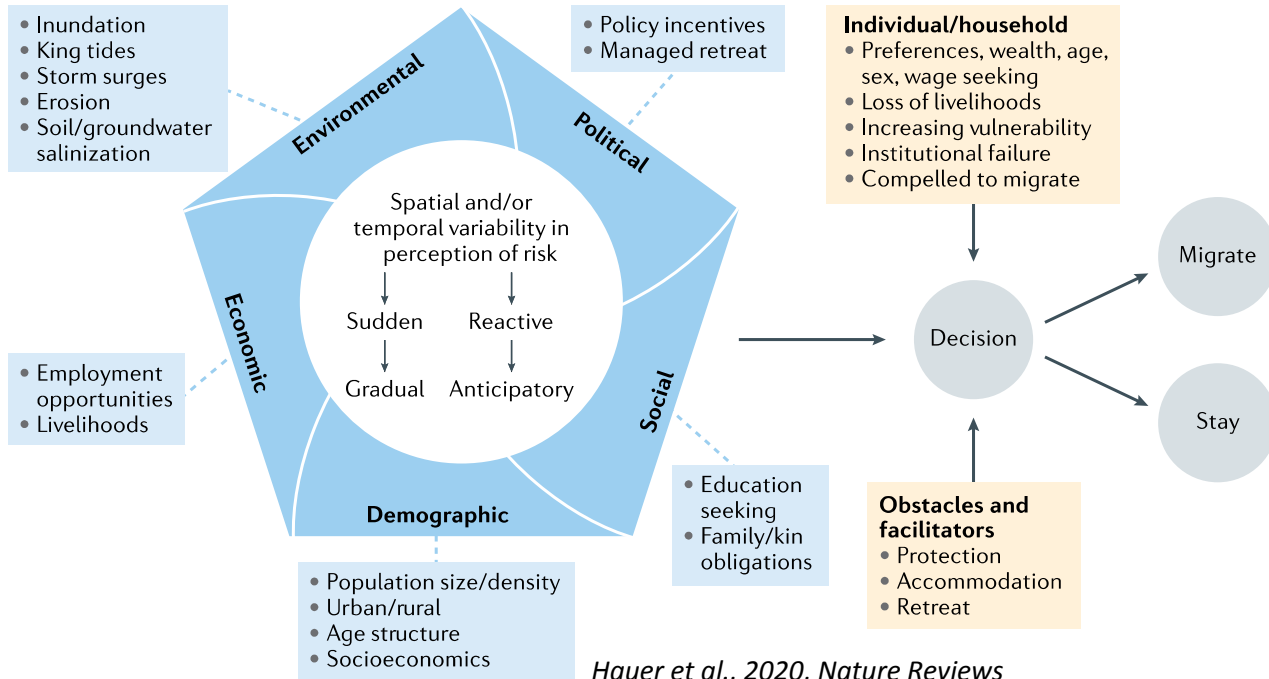 • Inundation
• King tides
• Storm surges
• Erosion
• Soil/groundwater
salinization
Environmental
• Policy incentives
• Managed retreat
Political
Spatial and/or
temporal variability in
perception of risk
Sudden
Reactive
Gradual
Anticipatory
Economic
• Employment
opportunities
• Livelihoods
Demographic
• Population size/density
• Urban/rural
• Age structure
• Socioeconomics
Social
• Education
seeking
• Family/kin
obligations
Individual/household
• Preferences, wealth, age,
sex, wage seeking
• Loss of livelihoods
• Increasing vulnerability
• Institutional failure
• Compelled to migrate
Decision
Migrate
Stay
Obstacles and
facilitators
• Protection
• Accommodation
• Retreat
Hauer et al., 2020, Nature Reviews